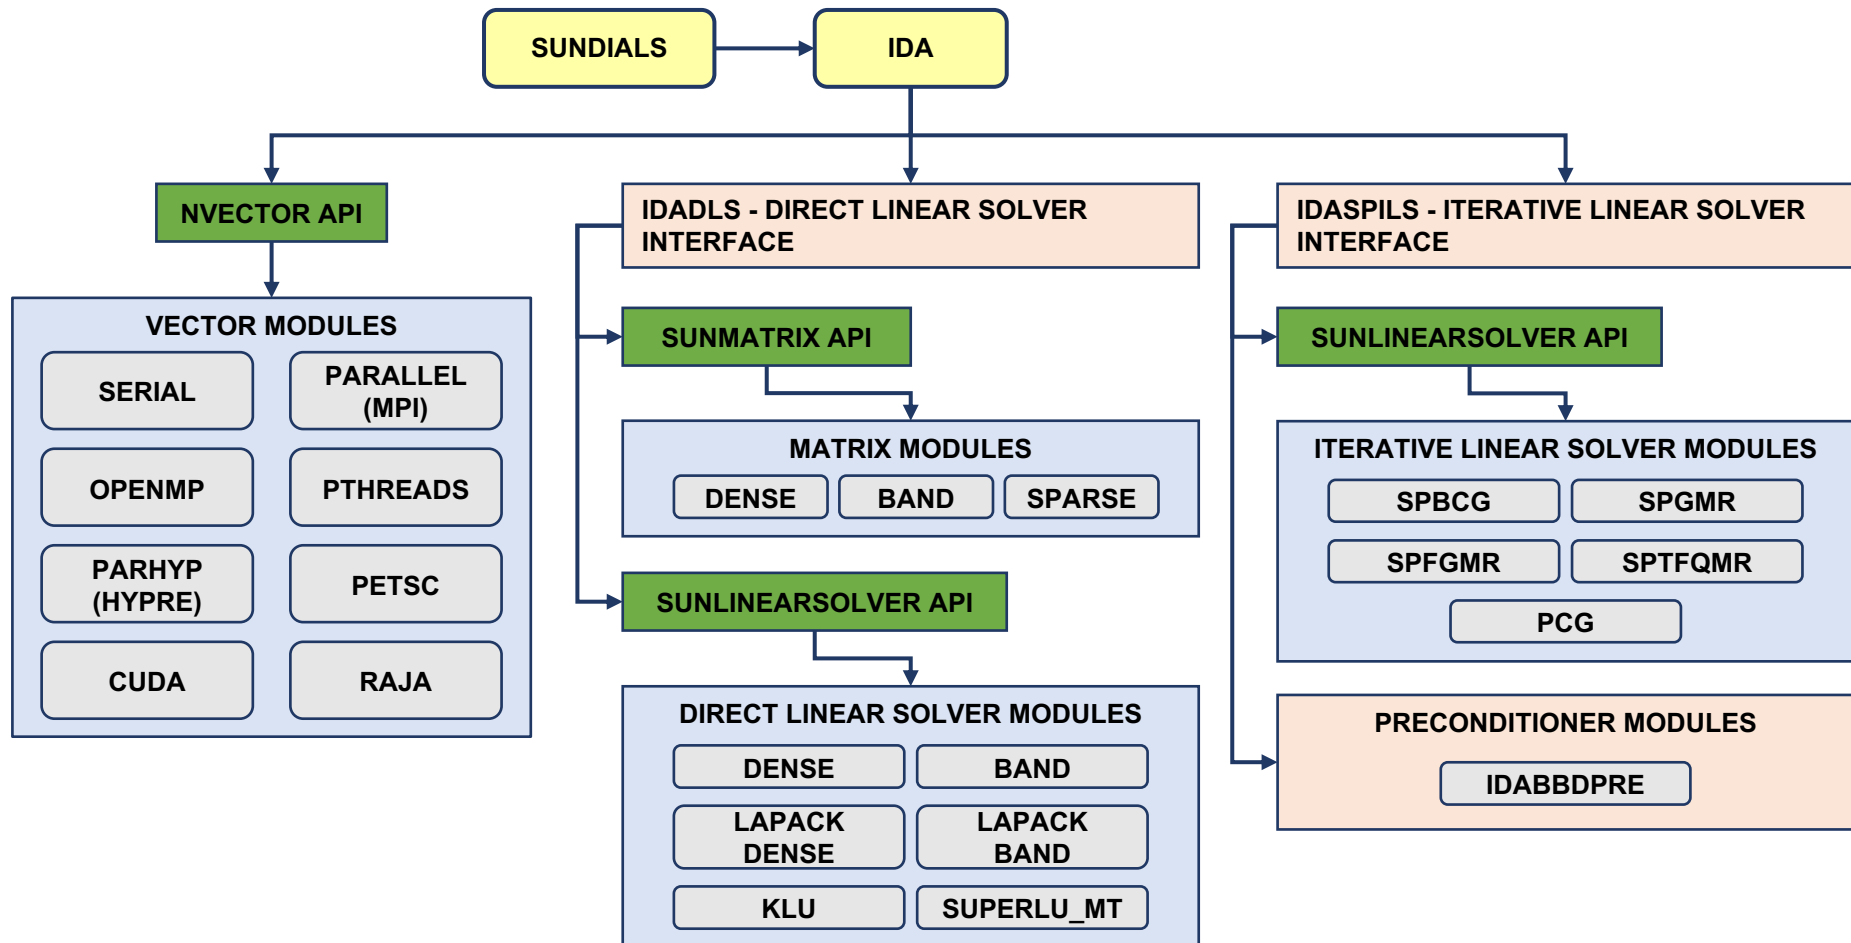 SUNDIALS
IDA
NVECTOR API
VECTOR MODULES
SERIAL
PARALLEL
(MPI)
OPENMP
PTHREADS
PARHYP
(HYPRE)
PETSC
CUDA
RAJA
IDADLS - DIRECT LINEAR SOLVER
INTERFACE
SUNMATRIX API
MATRIX MODULES
DENSE
BAND
SPARSE
SUNLINEARSOLVER API
DIRECT LINEAR SOLVER MODULES
DENSE
BAND
LAPACK
DENSE
LAPACK
BAND
KLU
SUPERLU_MT
IDASPILS - ITERATIVE LINEAR SOLVER
INTERFACE
SUNLINEARSOLVER API
ITERATIVE LINEAR SOLVER MODULES
SPBCG
SPGMR
SPFGMR
SPTFQMR
PCG
PRECONDITIONER MODULES
IDABBDPRE